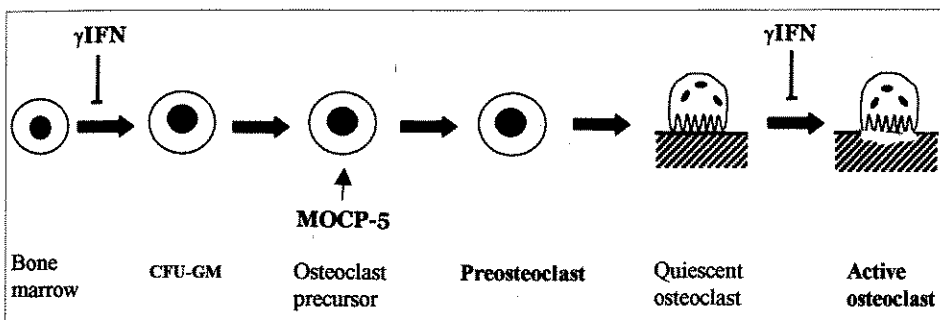 γIFN
γIFN
MOCP-5
Bone
marrow
CFU-GM
Osteoclast
precursor
Preosteoclast
Quiescent
osteoclast
Active
osteoclast